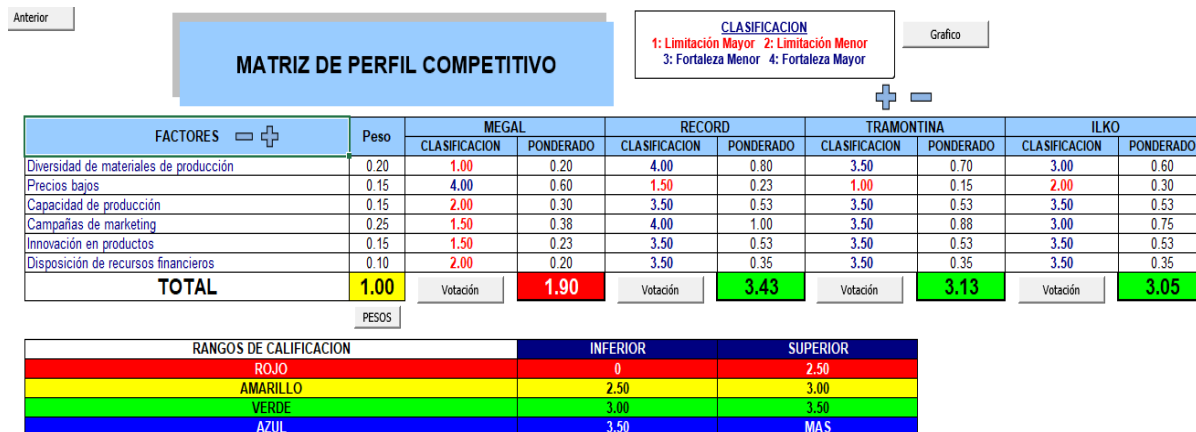 Anterior
MATRIZ DE PERFIL COMPETITIVO
CLASIFICACION
1: Limitación Mayor 2: Limitación Menor
3: Fortaleza Menor 4: Fortaleza Mayor
Grafico
FACTORES Peso MEGAL RECORD TRAMONTINA ILKO
CLASIFICACION PONDERADO CLASIFICACION PONDERADO CLASIFICACION PONDERADO CLASIFICACION PONDERADO
Diversidad de materiales de producción 0.20 1.00 0.20 4.00 0.80 3.50 0.70 3.00 0.60
Precios bajos 0.15 4.00 0.60 1.50 0.23 1.00 0.15 2.00 0.30
Capacidad de producción 0.15 2.00 0.30 3.50 0.53 3.50 0.53 3.50 0.53
Campañas de marketing 0.25 1.50 0.38 4.00 1.00 3.50 0.88 3.00 0.75
Innovación en productos 0.15 1.50 0.23 3.50 0.53 3.50 0.53 3.50 0.53
Disposición de recursos financieros 0.10 2.00 0.20 3.50 0.35 3.50 0.35 3.50 0.35
TOTAL 1.00 Votación 1.90 Votación 3.43 Votación 3.13 Votación 3.05
PESOS
RANGOS DE CALIFICACION INFERIOR SUPERIOR
ROJO 0 2.50
AMARILLO 2.50 3.00
VERDE 3.00 3.50
AZUL 3.50 MAS